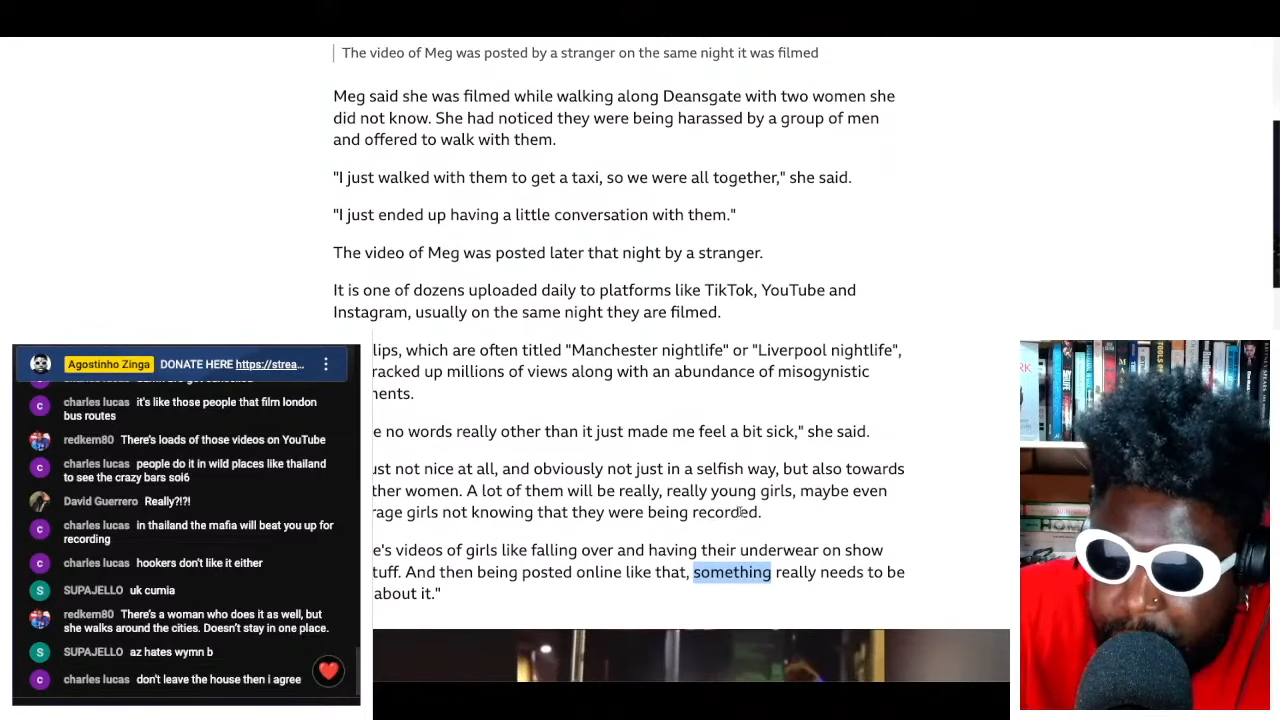 The video of Meg was posted by a stranger on the same night it was filmed
Meg said she was filmed while walking along Deansgate with two women she
did not know. She had noticed they were being harassed by a group of men
and offered to walk with them.
"I just walked with them to get a taxi, so we were all together," she said.
"I just ended up having a little conversation with them."
The video of Meg was posted later that night by a stranger.
It is one of dozens uploaded daily to platforms like TikTok, YouTube and
Instagram, usually on the same night they are filmed.
lips, which are often titled "Manchester nightlife" or "Liverpool nightlife",
racked up millions of views along with an abundance of misogynistic
ments.
e no words really other than it just made me feel a bit sick," she said.
ust not nice at all, and obviously not just in a selfish way, but also towards
ther women. A lot of them will be really, really young girls, maybe even
rage girls not knowing that they were being recorded.
e's videos of girls like falling over and having their underwear on show
tuff. And then being posted online like that, something really needs to be
about it."
Agostinho Zinga DONATE HERE https://strea...
charles lucas it's like those people that film london
bus routes
redkem80 There's loads of those videos on YouTube
charles lucas people do it in wild places like thailand
to see the crazy bars soi6
David Guerrero Really?!?!
charles lucas in thailand the mafia will beat you up for
recording
charles lucas hookers don't like it either
SUPAJELLO uk curnia
redkem80 There's a woman who does it as well, but
she walks around the cities. Doesn't stay in one place.
SUPAJELLO az hates wymn b
charles lucas don't leave the house then i agree